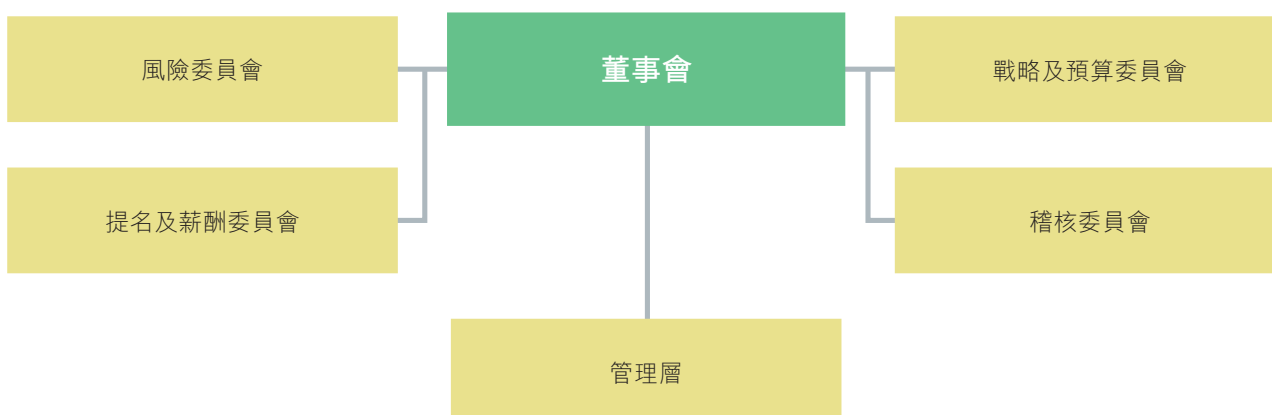 風險委員會
董事會
戰略及預算委員會
提名及薪酬委員會
稽核委員會
管理層